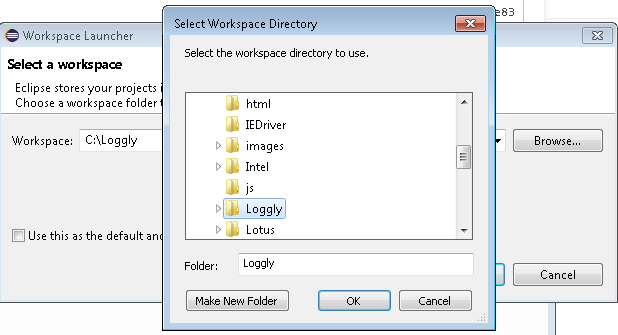 e83
Workspace Launcher
Select a workspace
Eclipse stores your projects i
Choose a workspace folder t
Workspace:
C:\Loggly
Browse...
Use this as the default and
Cancel
Select Workspace Directory
Select the workspace directory to use.
html
IEDriver
images
Intel
js
Loggly
Lotus
Folder:
Loggly
Make New Folder
OK
Cancel